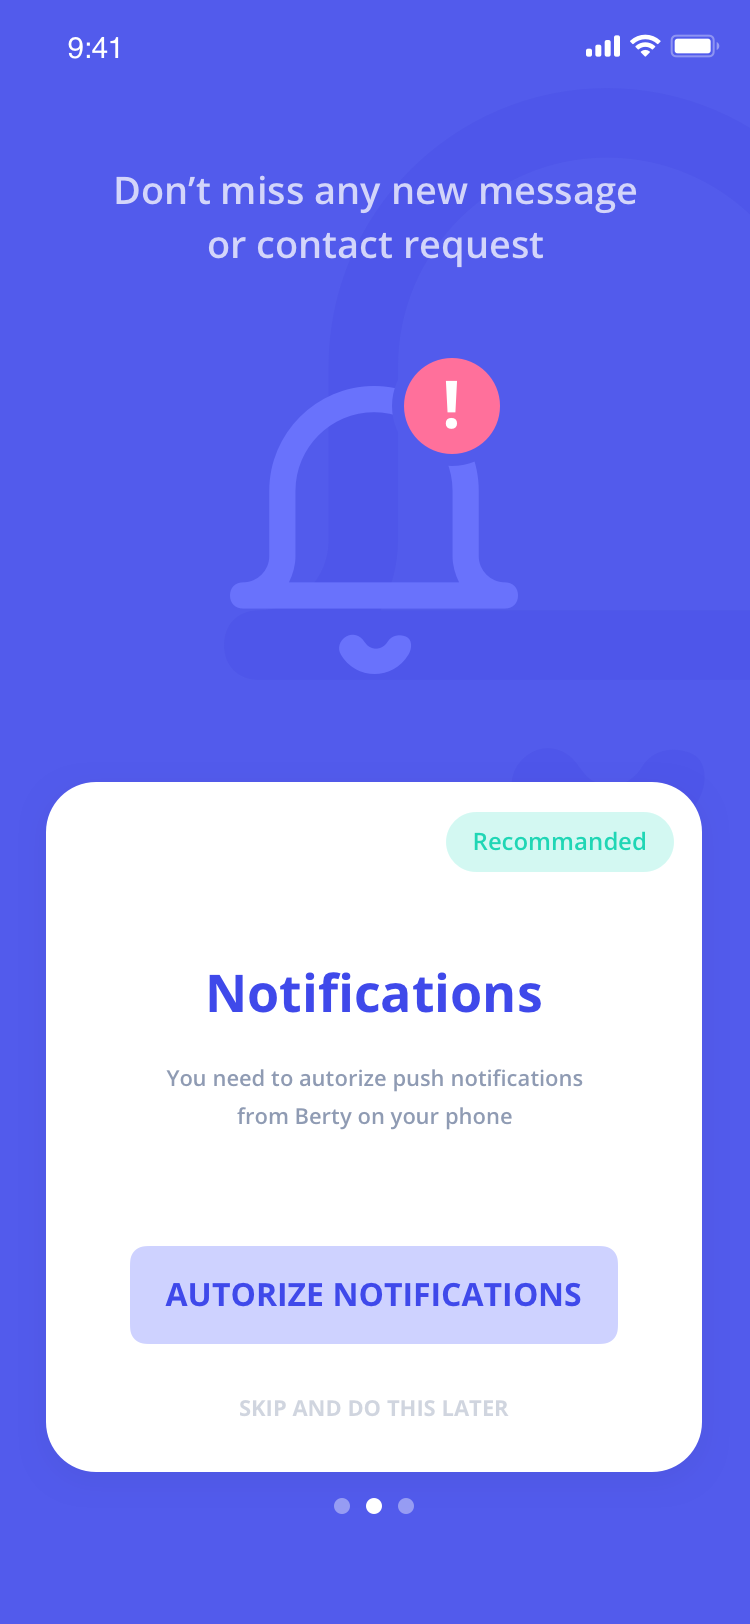 9:41
Don’t miss any new message
or contact request
!
Recommanded
Notifications
You need to autorize push notifications
from Berty on your phone
AUTORIZE NOTIFICATIONS
SKIP AND DO THIS LATER